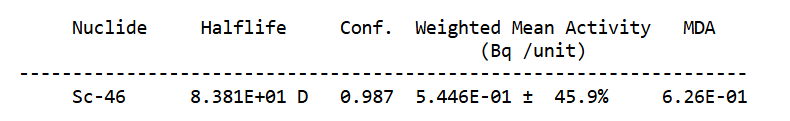 Nuclide Halflife Conf. Weighted Mean Activity MDA
(Bq /unit)
----------------------------------------------------------------------
Sc-46 8.381E+01 D 0.987 5.446E-01 ± 45.9% 6.26E-01